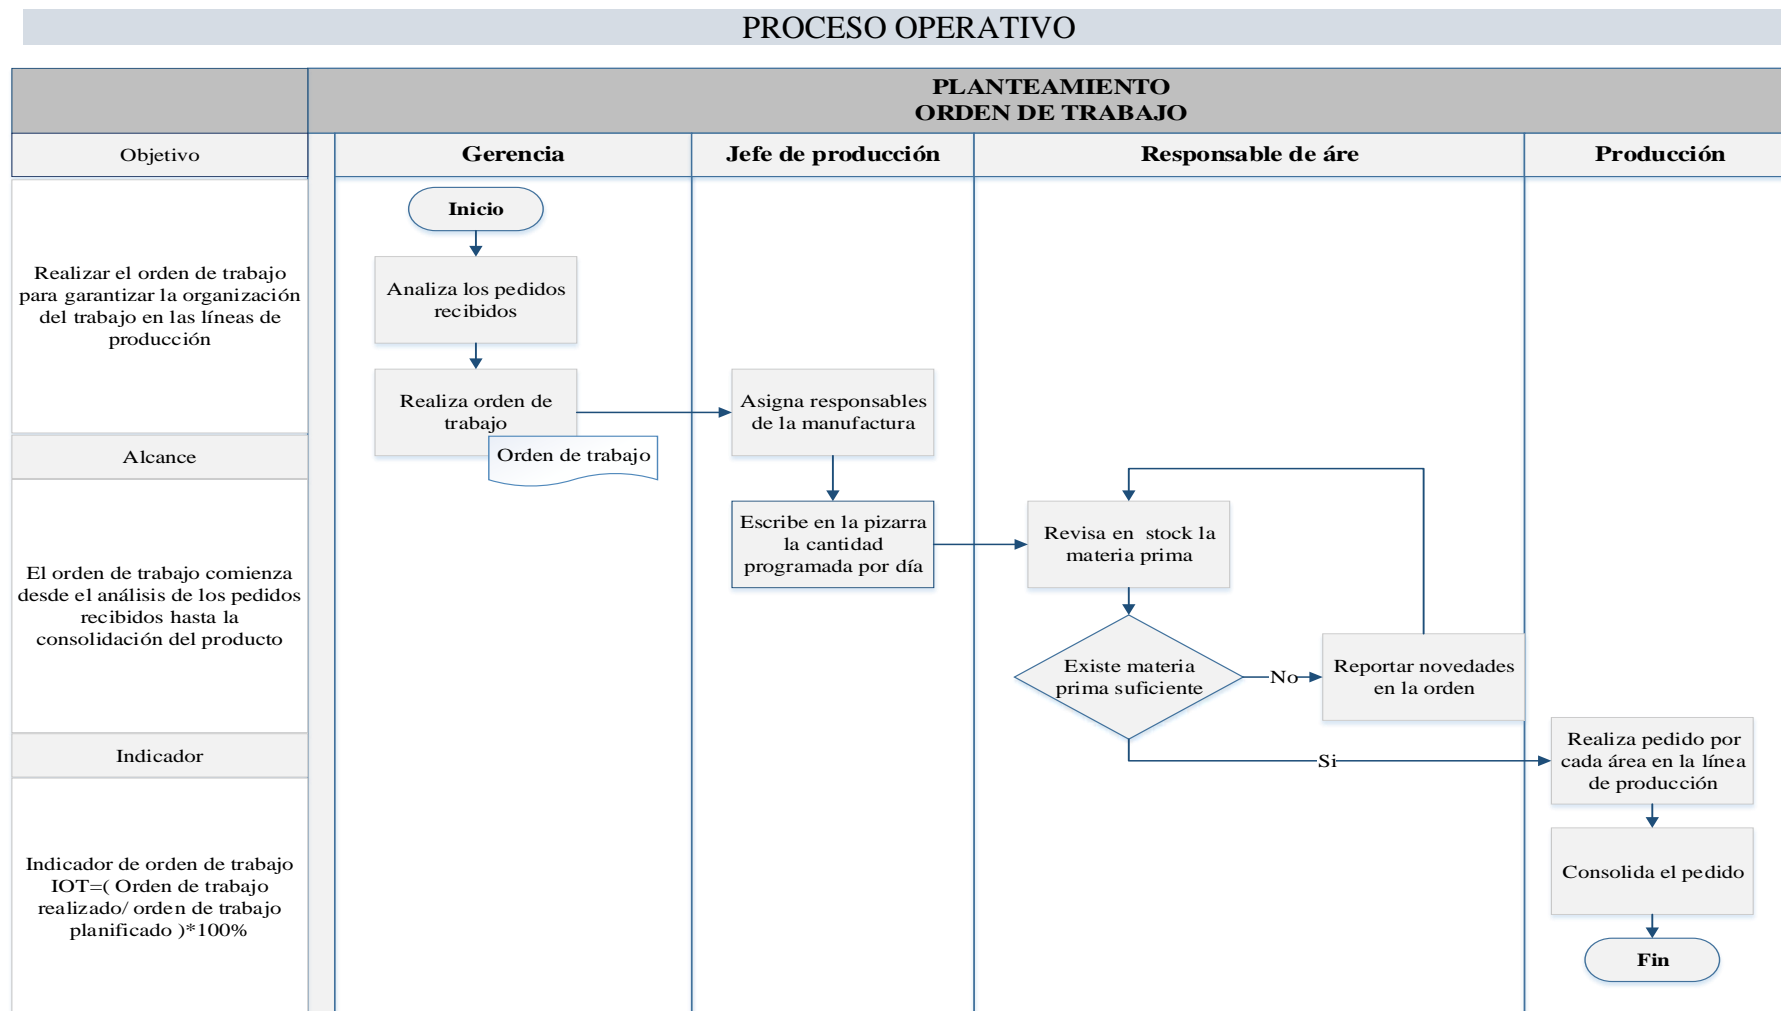 PROCESO OPERATIVO
PLANTEAMIENTO
ORDEN DE TRABAJO
Objetivo
Gerencia
Jefe de producción
Responsable de áre
Producción
Realizar el orden de trabajo
para garantizar la organización
del trabajo en las líneas de
producción
Alcance
El orden de trabajo comienza
desde el análisis de los pedidos
recibidos hasta la
consolidación del producto
Indicador
Indicador de orden de trabajo
IOT=( Orden de trabajo
realizado/ orden de trabajo
planificado )*100%
Inicio
Analiza los pedidos
recibidos
Realiza orden de
trabajo
Orden de trabajo
Asigna responsables
de la manufactura
Escribe en la pizarra
la cantidad
programada por día
Revisa en stock la
materia prima
Existe materia
prima suficiente
No
Reportar novedades
en la orden
Si
Realiza pedido por
cada área en la línea
de producción
Consolida el pedido
Fin